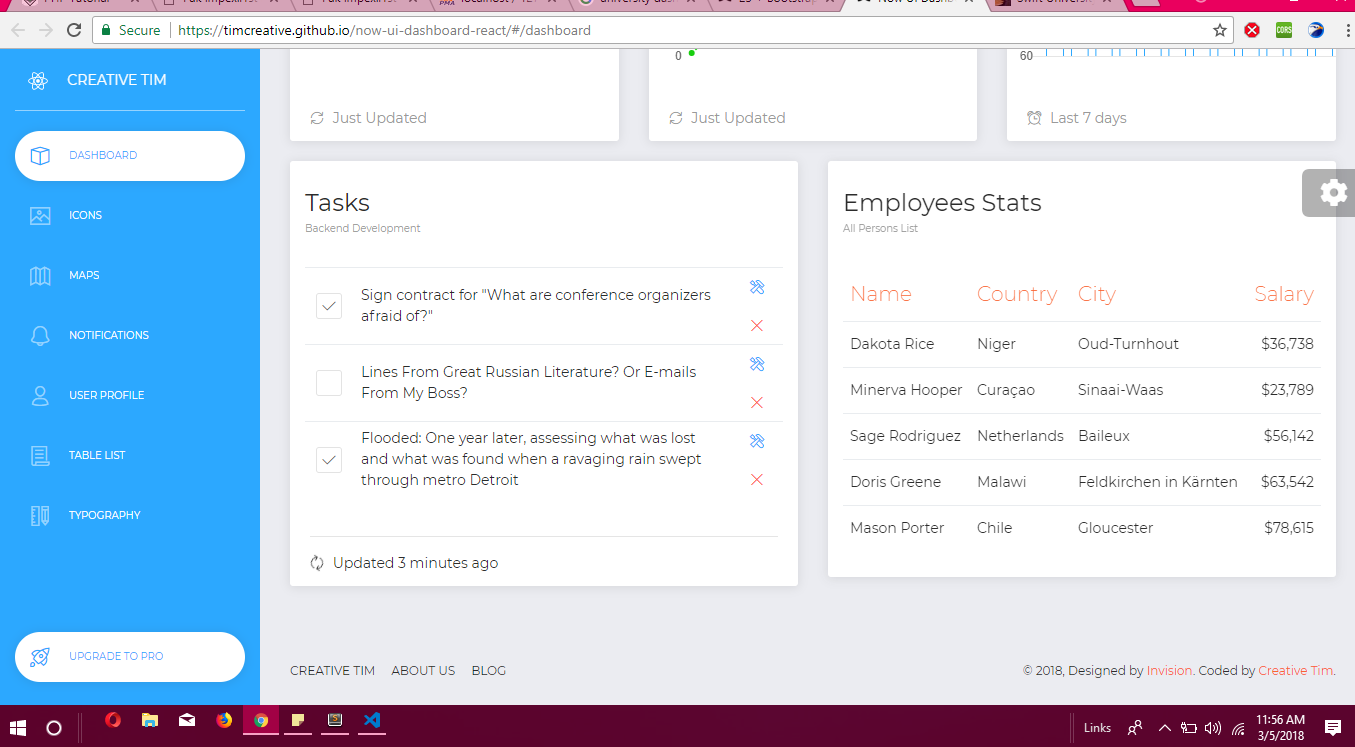 Secure
https://timcreative.github.io/now-ui-dashboard-react/#/dashboard
CORS
CREATIVE TIM
DASHBOARD
ICONS
MAPS
NOTIFICATIONS
USER PROFILE
TABLE LIST
TYPOGRAPHY
UPGRADE TO PRO
0
60
Just Updated
Just Updated
Last 7 days
Tasks
Backend Development
Sign contract for "What are conference organizers
afraid of?"
Lines From Great Russian Literature? Or E-mails
From My Boss?
Flooded: One year later, assessing what was lost
and what was found when a ravaging rain swept
through metro Detroit
Updated 3 minutes ago
Employees Stats
All Persons List
Name Country City Salary
Dakota Rice Niger Oud-Turnhout $36,738
Minerva Hooper Curaçao Sinaai-Waas $23,789
Sage Rodriguez Netherlands Baileux $56,142
Doris Greene Malawi Feldkirchen in Kärnten $63,542
Mason Porter Chile Gloucester $78,615
CREATIVE TIM ABOUT US BLOG
© 2018, Designed by Invision. Coded by Creative Tim.
Links
11:56 AM
3/5/2018